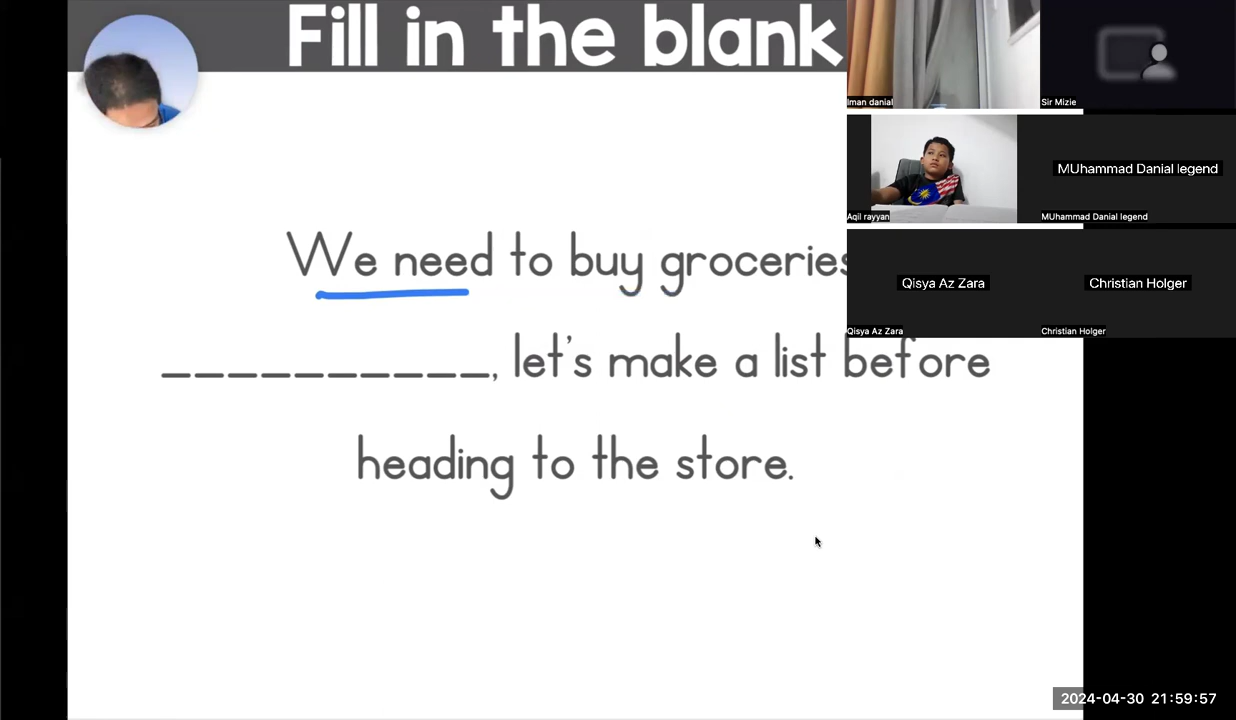 Fill in the blank
We need to buy groceries
__________, let's make a list before
heading to the store.
Iman danial
Sir Mizie
Aqil rayyan
MUhammad Danial legend
MUhammad Danial legend
Qisya Az Zara
Qisya Az Zara
Christian Holger
Christian Holger
2024-04-30 21:59:57